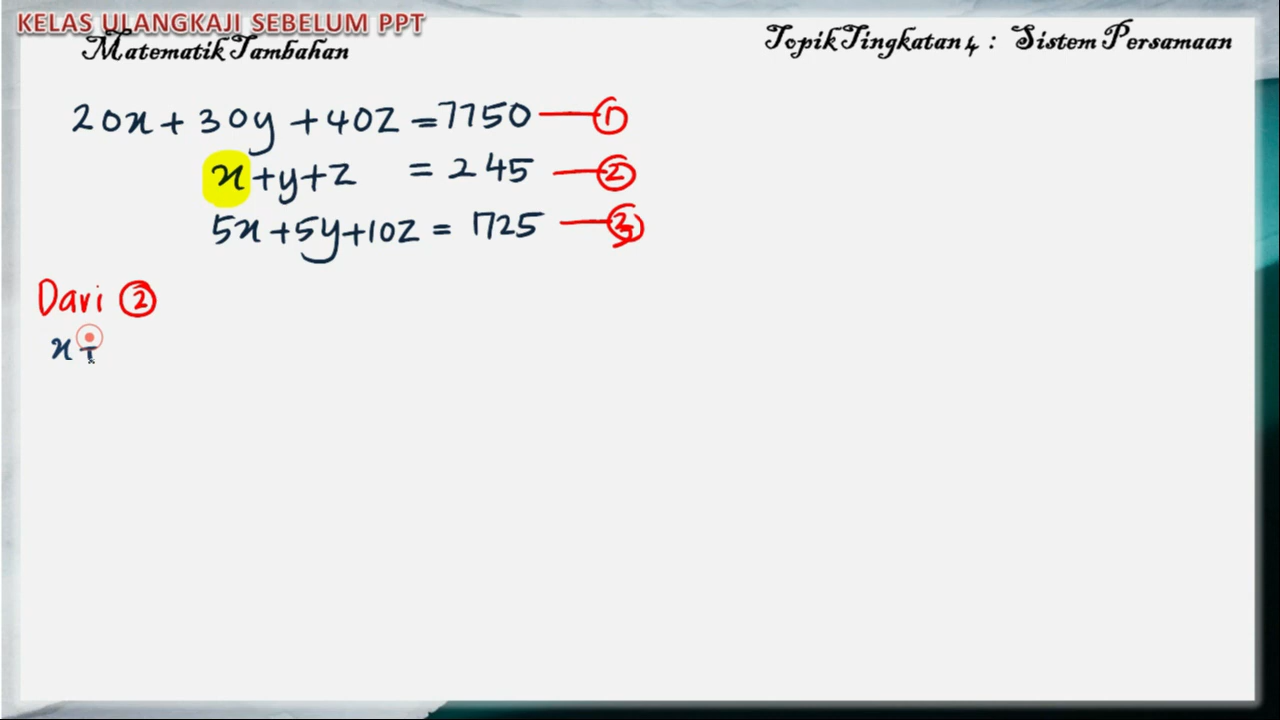 KELAS ULANGKAJI SEBELUM PPT
Matematik Tambahan
Topik Tingkatan 4 : Sistem Persamaan
20x + 30y + 40z = 7750 — ①
x + y + z = 245 — ②
5x + 5y + 10z = 1725 — ③
Dari ②
x